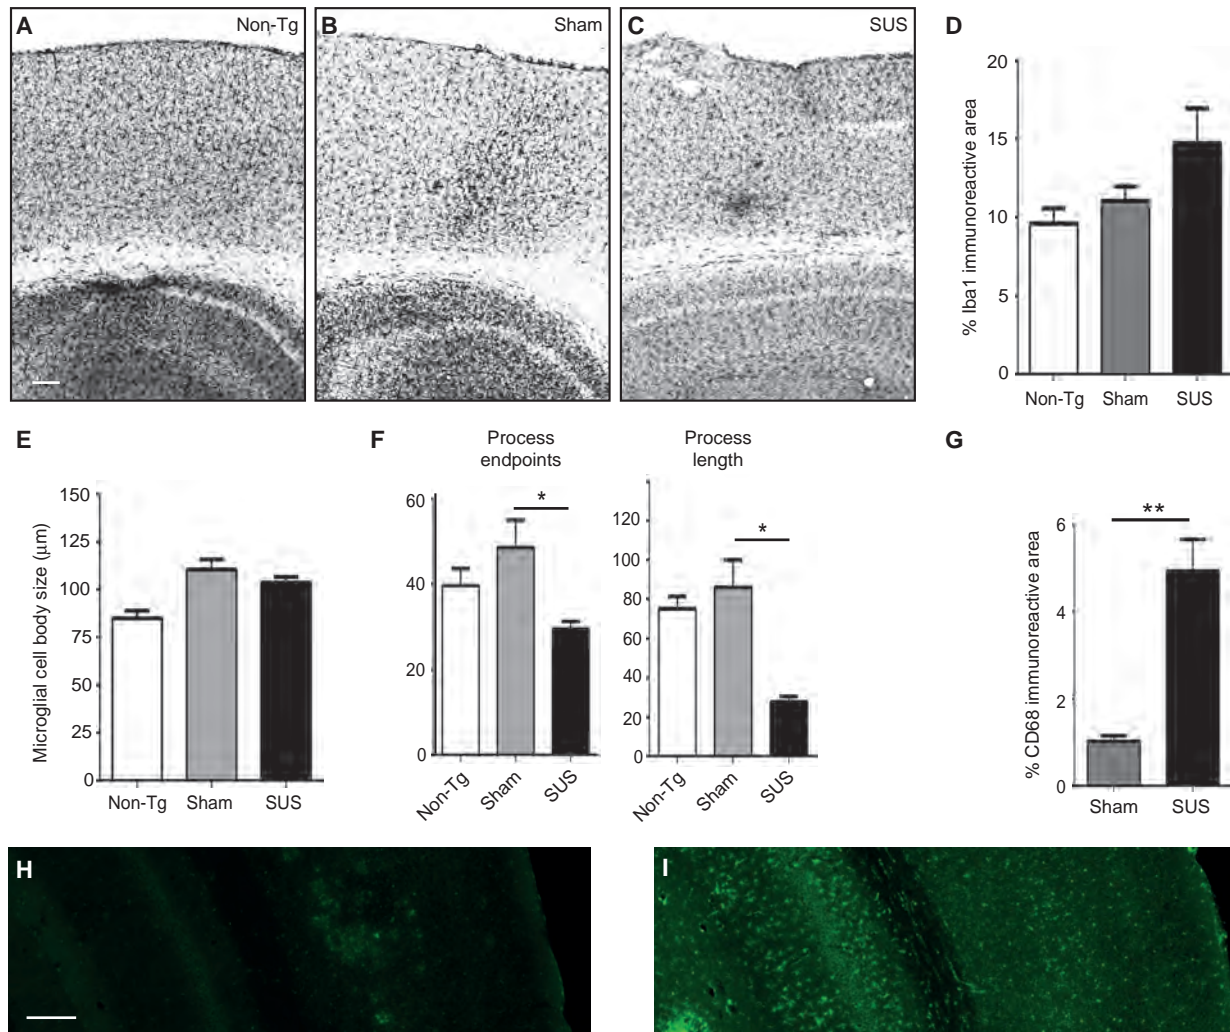 A
Non-Tg
B
Sham
C
SUS
D
% Iba1 immunoreactive area
20
15
10
5
0
Non-Tg
Sham
SUS
E
Microglial cell body size (μm)
150
125
100
75
50
25
0
Non-Tg
Sham
SUS
F
Process
endpoints
60
40
20
0
*
Non-Tg
Sham
SUS
Process
length
120
100
80
60
40
20
0
*
Non-Tg
Sham
SUS
G
% CD68 immunoreactive area
6
4
2
0
**
Sham
SUS
H
I